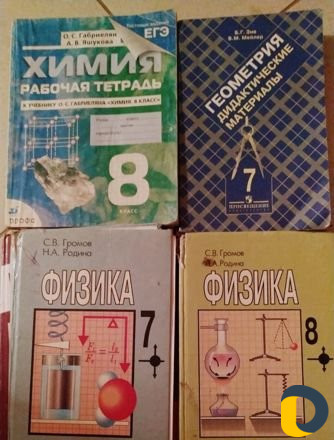 О. С. Габриелян
А. В. Яшукова
ЕГЭ
ХИМИЯ
РАБОЧАЯ ТЕТРАДЬ
К УЧЕБНИКУ О. С. ГАБРИЕЛЯНА «ХИМИЯ. 8 КЛАСС»
8
КЛАСС
дрофа
Б.Г. Зив
В.М. Мейлер
ГЕОМЕТРИЯ
ДИДАКТИЧЕСКИЕ
МАТЕРИАЛЫ
7
ПРОСВЕЩЕНИЕ
С.В. Громов
Н.А. Родина
ФИЗИКА
7
С.В. Громов
Н.А. Родина
ФИЗИКА
8